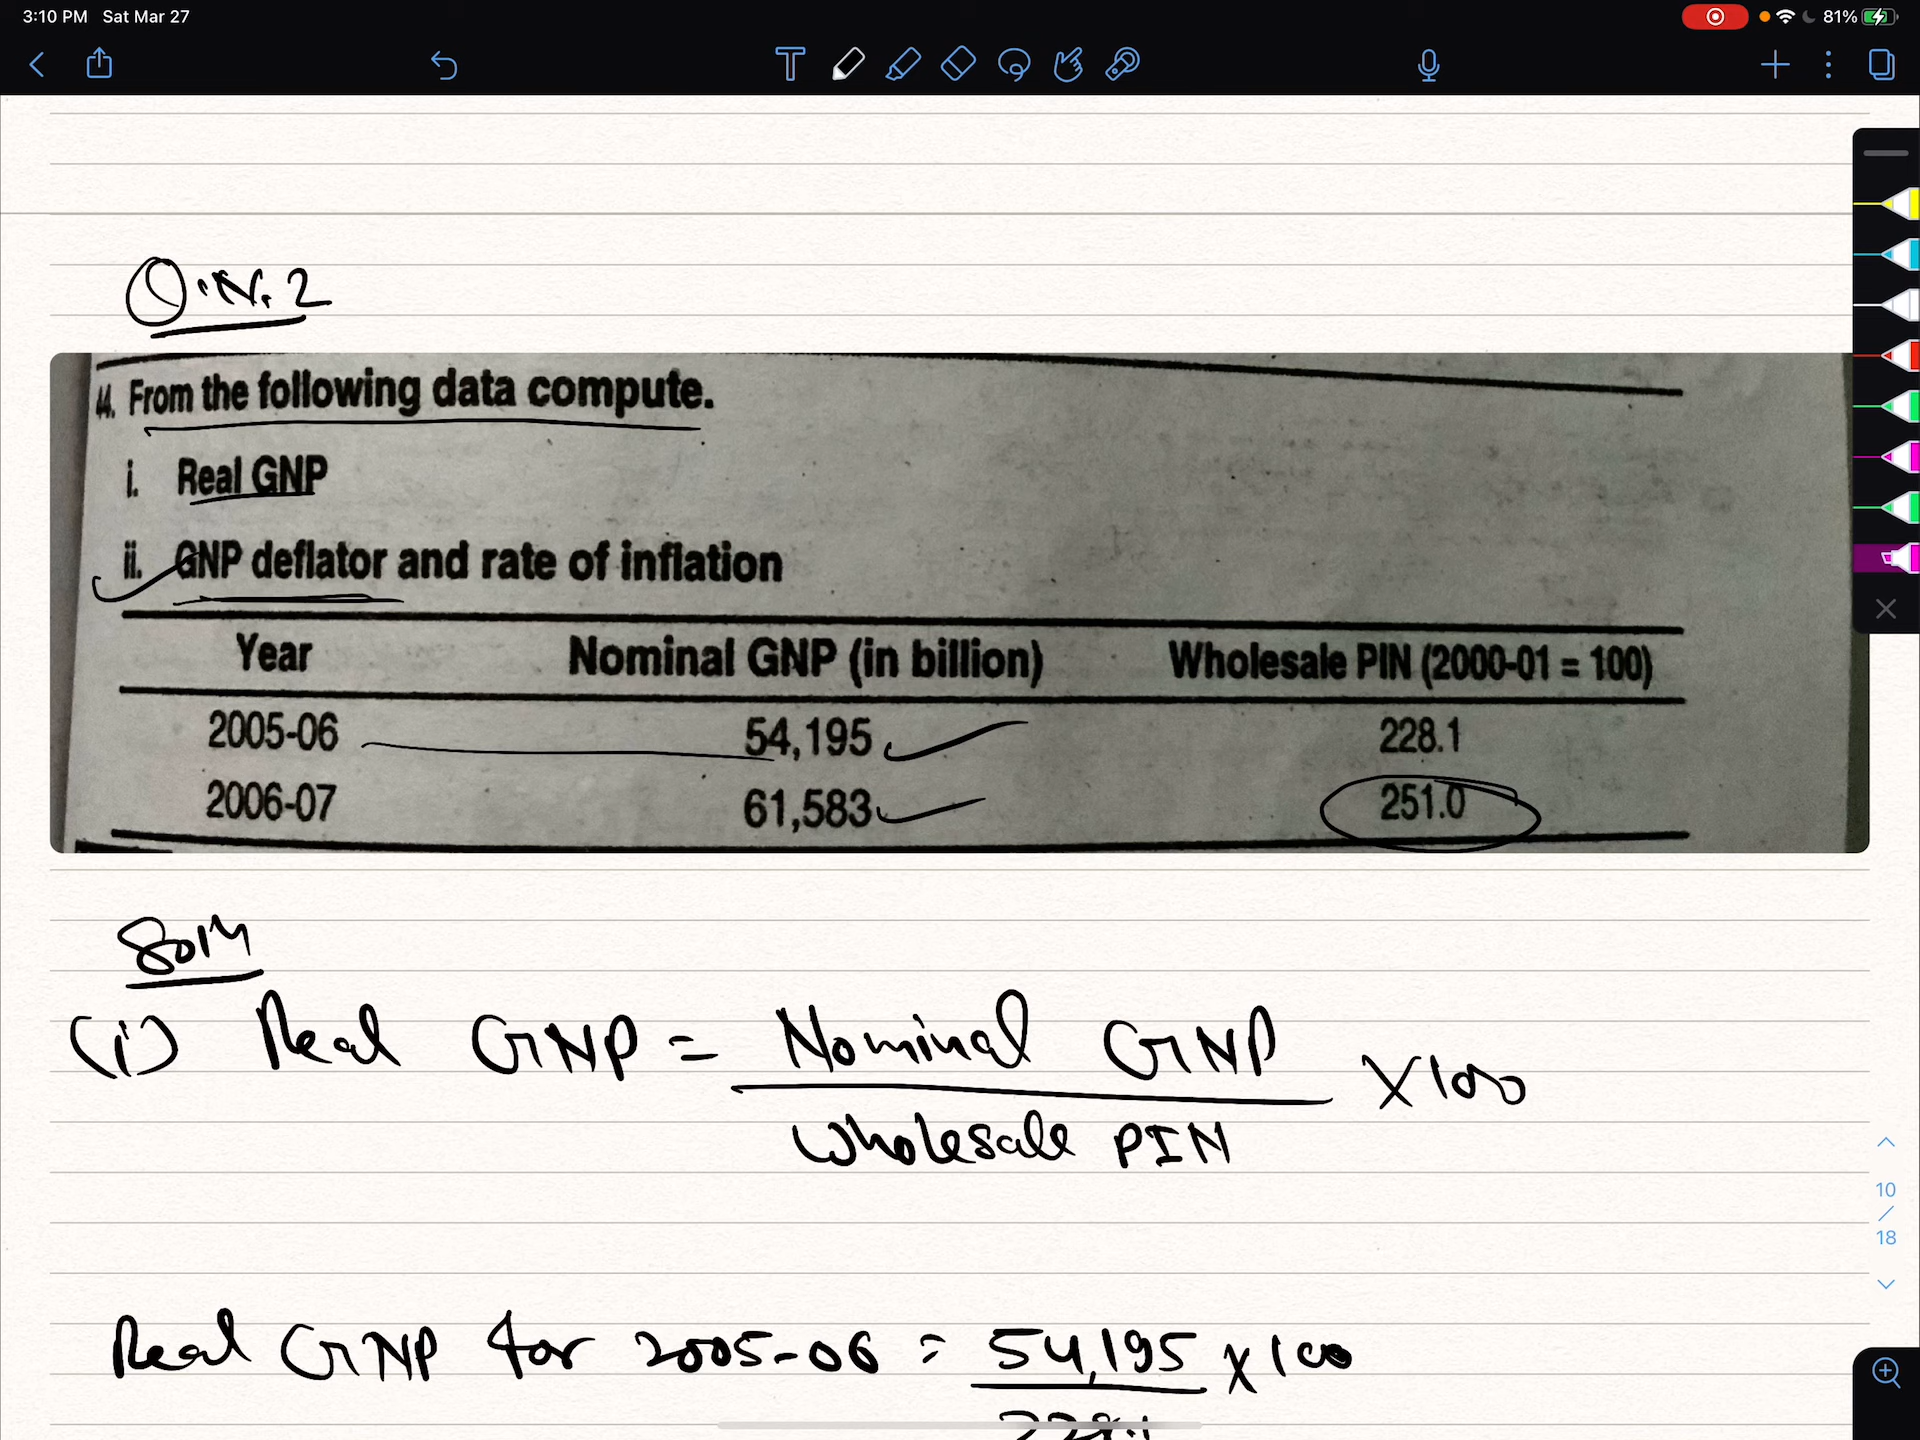 3:10 PM Sat Mar 27
81%
Q.N. 2
44. From the following data compute.
i. Real GNP
ii. GNP deflator and rate of inflation
Year Nominal GNP (in billion) Wholesale PIN (2000-01 = 100)
2005-06 54,195 228.1
2006-07 61,583 251.0
Soln
(i) Real GNP = Nominal GNP X100
Wholesale PIN
10
/
18
Real GNP for 2005-06 = 54,195 X100
228.1